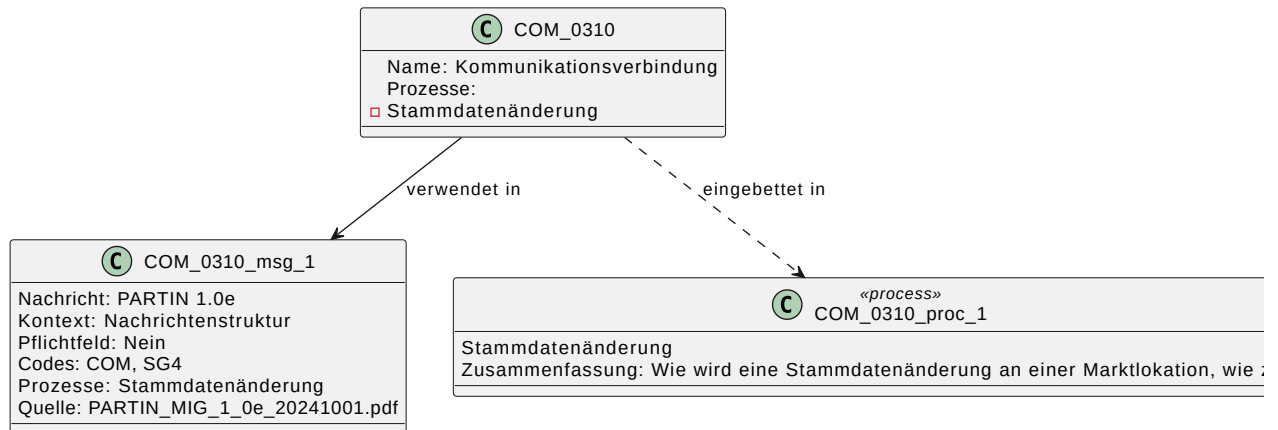 C COM_0310
Name: Kommunikationsverbindung
Prozesse:
Stammdatenänderung
verwendet in
eingebettet in
C COM_0310_msg_1
Nachricht: PARTIN 1.0e
Kontext: Nachrichtenstruktur
Pflichtfeld: Nein
Codes: COM, SG4
Prozesse: Stammdatenänderung
Quelle: PARTIN_MIG_1_0e_20241001.pdf
«process»
C COM_0310_proc_1
Stammdatenänderung
Zusammenfassung: Wie wird eine Stammdatenänderung an einer Marktlokation, wie